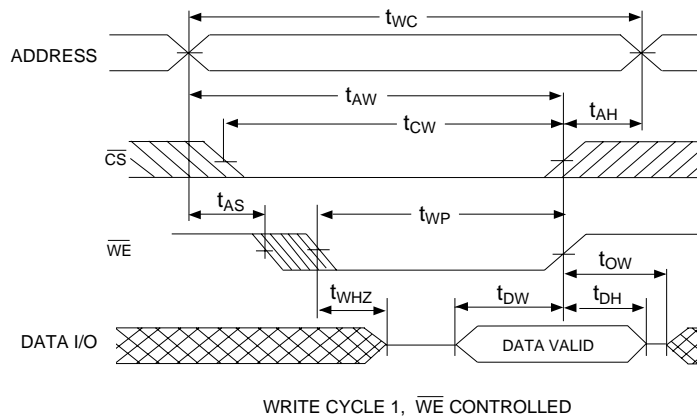 tWC
ADDRESS
tAW
tCW
tAH
CS
tAS
tWP
WE
tOW
tWHZ
tDW
tDH
DATA I/O
DATA VALID
WRITE CYCLE 1, WE CONTROLLED